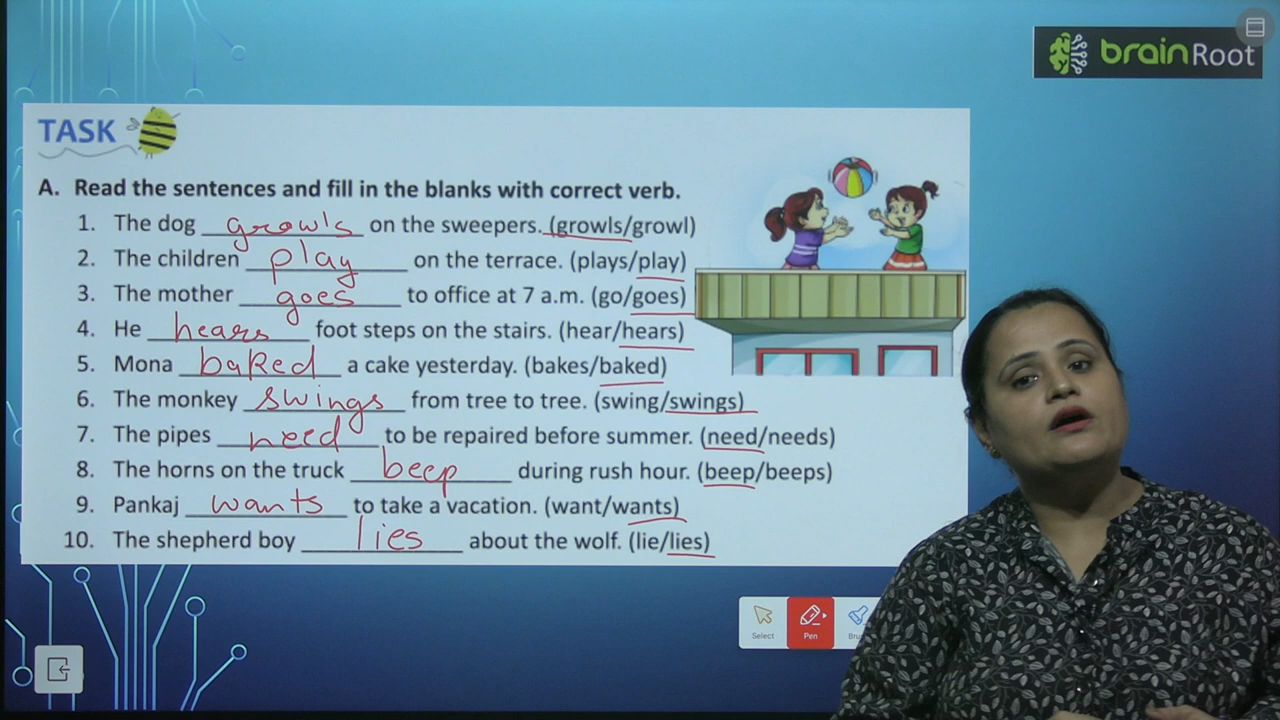 brainRoot
TASK
A. Read the sentences and fill in the blanks with correct verb.
1. The dog growls on the sweepers. (growls/growl)
2. The children play on the terrace. (plays/play)
3. The mother goes to office at 7 a.m. (go/goes)
4. He hears foot steps on the stairs. (hear/hears)
5. Mona baked a cake yesterday. (bakes/baked)
6. The monkey swings from tree to tree. (swing/swings)
7. The pipes need to be repaired before summer. (need/needs)
8. The horns on the truck beep during rush hour. (beep/beeps)
9. Pankaj wants to take a vacation. (want/wants)
10. The shepherd boy lies about the wolf. (lie/lies)
Select Pen Bru